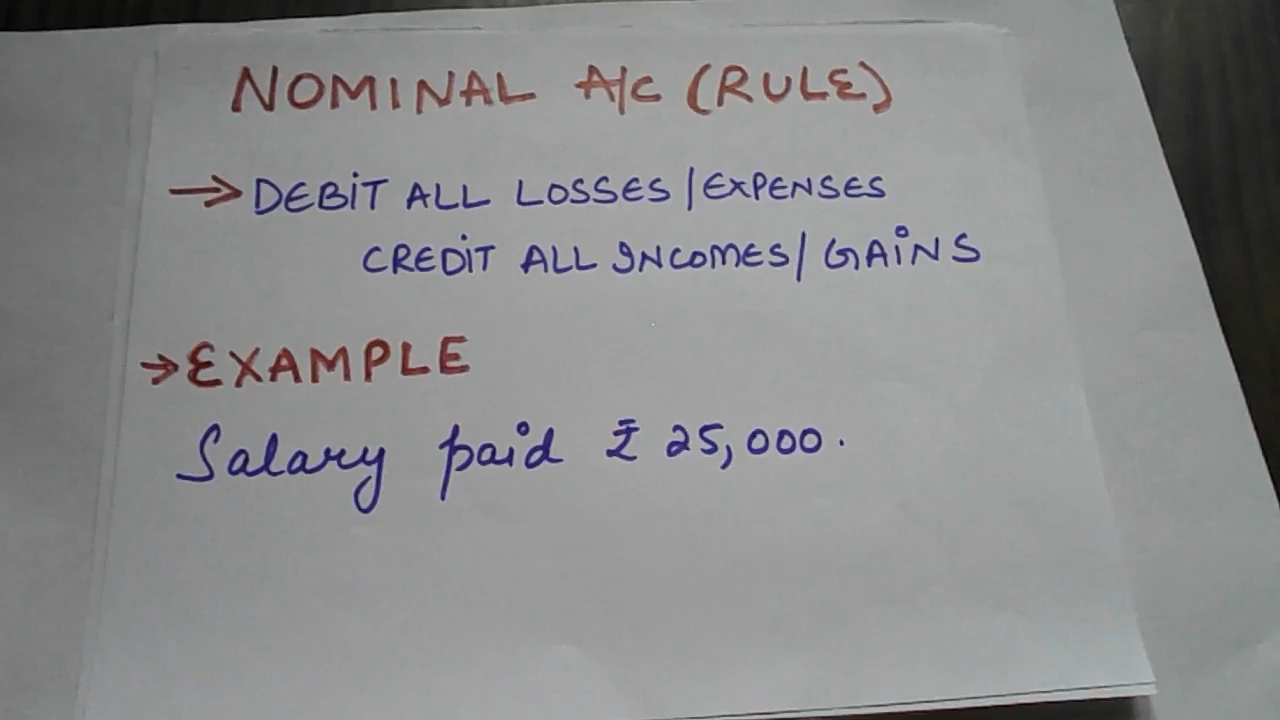 NOMINAL A/C (RULE)
→ DEBIT ALL LOSSES / EXPENSES
CREDIT ALL INCOMES / GAINS
→ EXAMPLE
Salary paid ₹ 25,000.